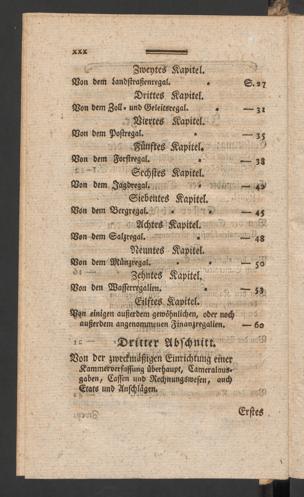 xxx
Zweytes Kapitel.
Von dem Landstraßenregal. S. 27
Drittes Kapitel.
Von dem Zoll- und Geleitsregal. — 31
Viertes Kapitel.
Von dem Postregal. — 35
Fünftes Kapitel.
Von dem Forstregal. — 38
Sechstes Kapitel.
Von dem Jagdregal. — 42
Siebentes Kapitel.
Von dem Bergregal. — 45
Achtes Kapitel.
Von dem Salzregal. — 48
Neuntes Kapitel.
Von dem Münzregal. — 50
Zehntes Kapitel.
Von den Wasserregalien. — 53
Eilftes Kapitel.
Von einigen außerdem gewöhnlichen, oder noch
außerdem angenommenen Finanzregalien. — 60
Dritter Abschnitt.
Von der zweckmäßigen Einrichtung einer
Kammerverfassung überhaupt, Cameralaus-
gaben, Cassen und Rechnungswesen, auch
Etats und Anschlägen.
Erstes